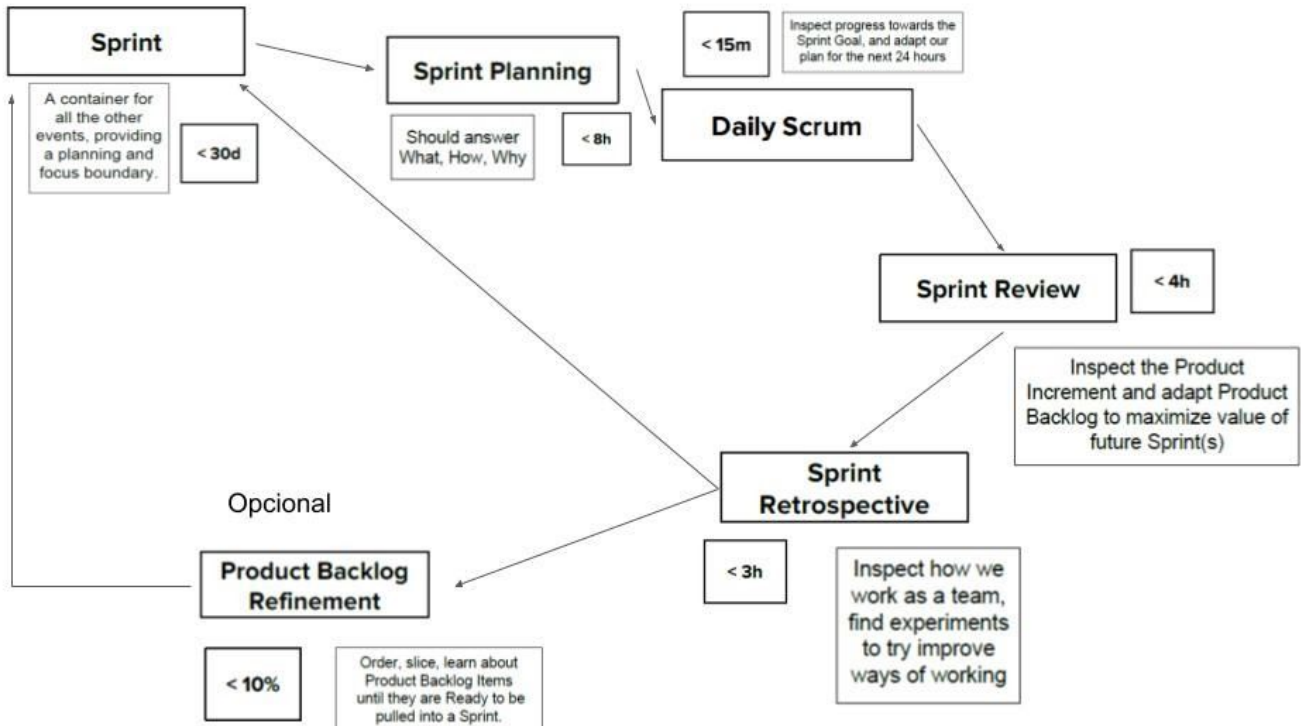 Sprint
A container for
all the other
events, providing
a planning and
focus boundary.
< 30d
Sprint Planning
Should answer
What, How, Why
< 8h
< 15m
Inspect progress towards the
Sprint Goal, and adapt our
plan for the next 24 hours
Daily Scrum
Sprint Review
< 4h
Inspect the Product
Increment and adapt Product
Backlog to maximize value of
future Sprint(s)
Sprint
Retrospective
< 3h
Inspect how we
work as a team,
find experiments
to try improve
ways of working
Opcional
Product Backlog
Refinement
< 10%
Order, slice, learn about
Product Backlog Items
until they are Ready to be
pulled into a Sprint.